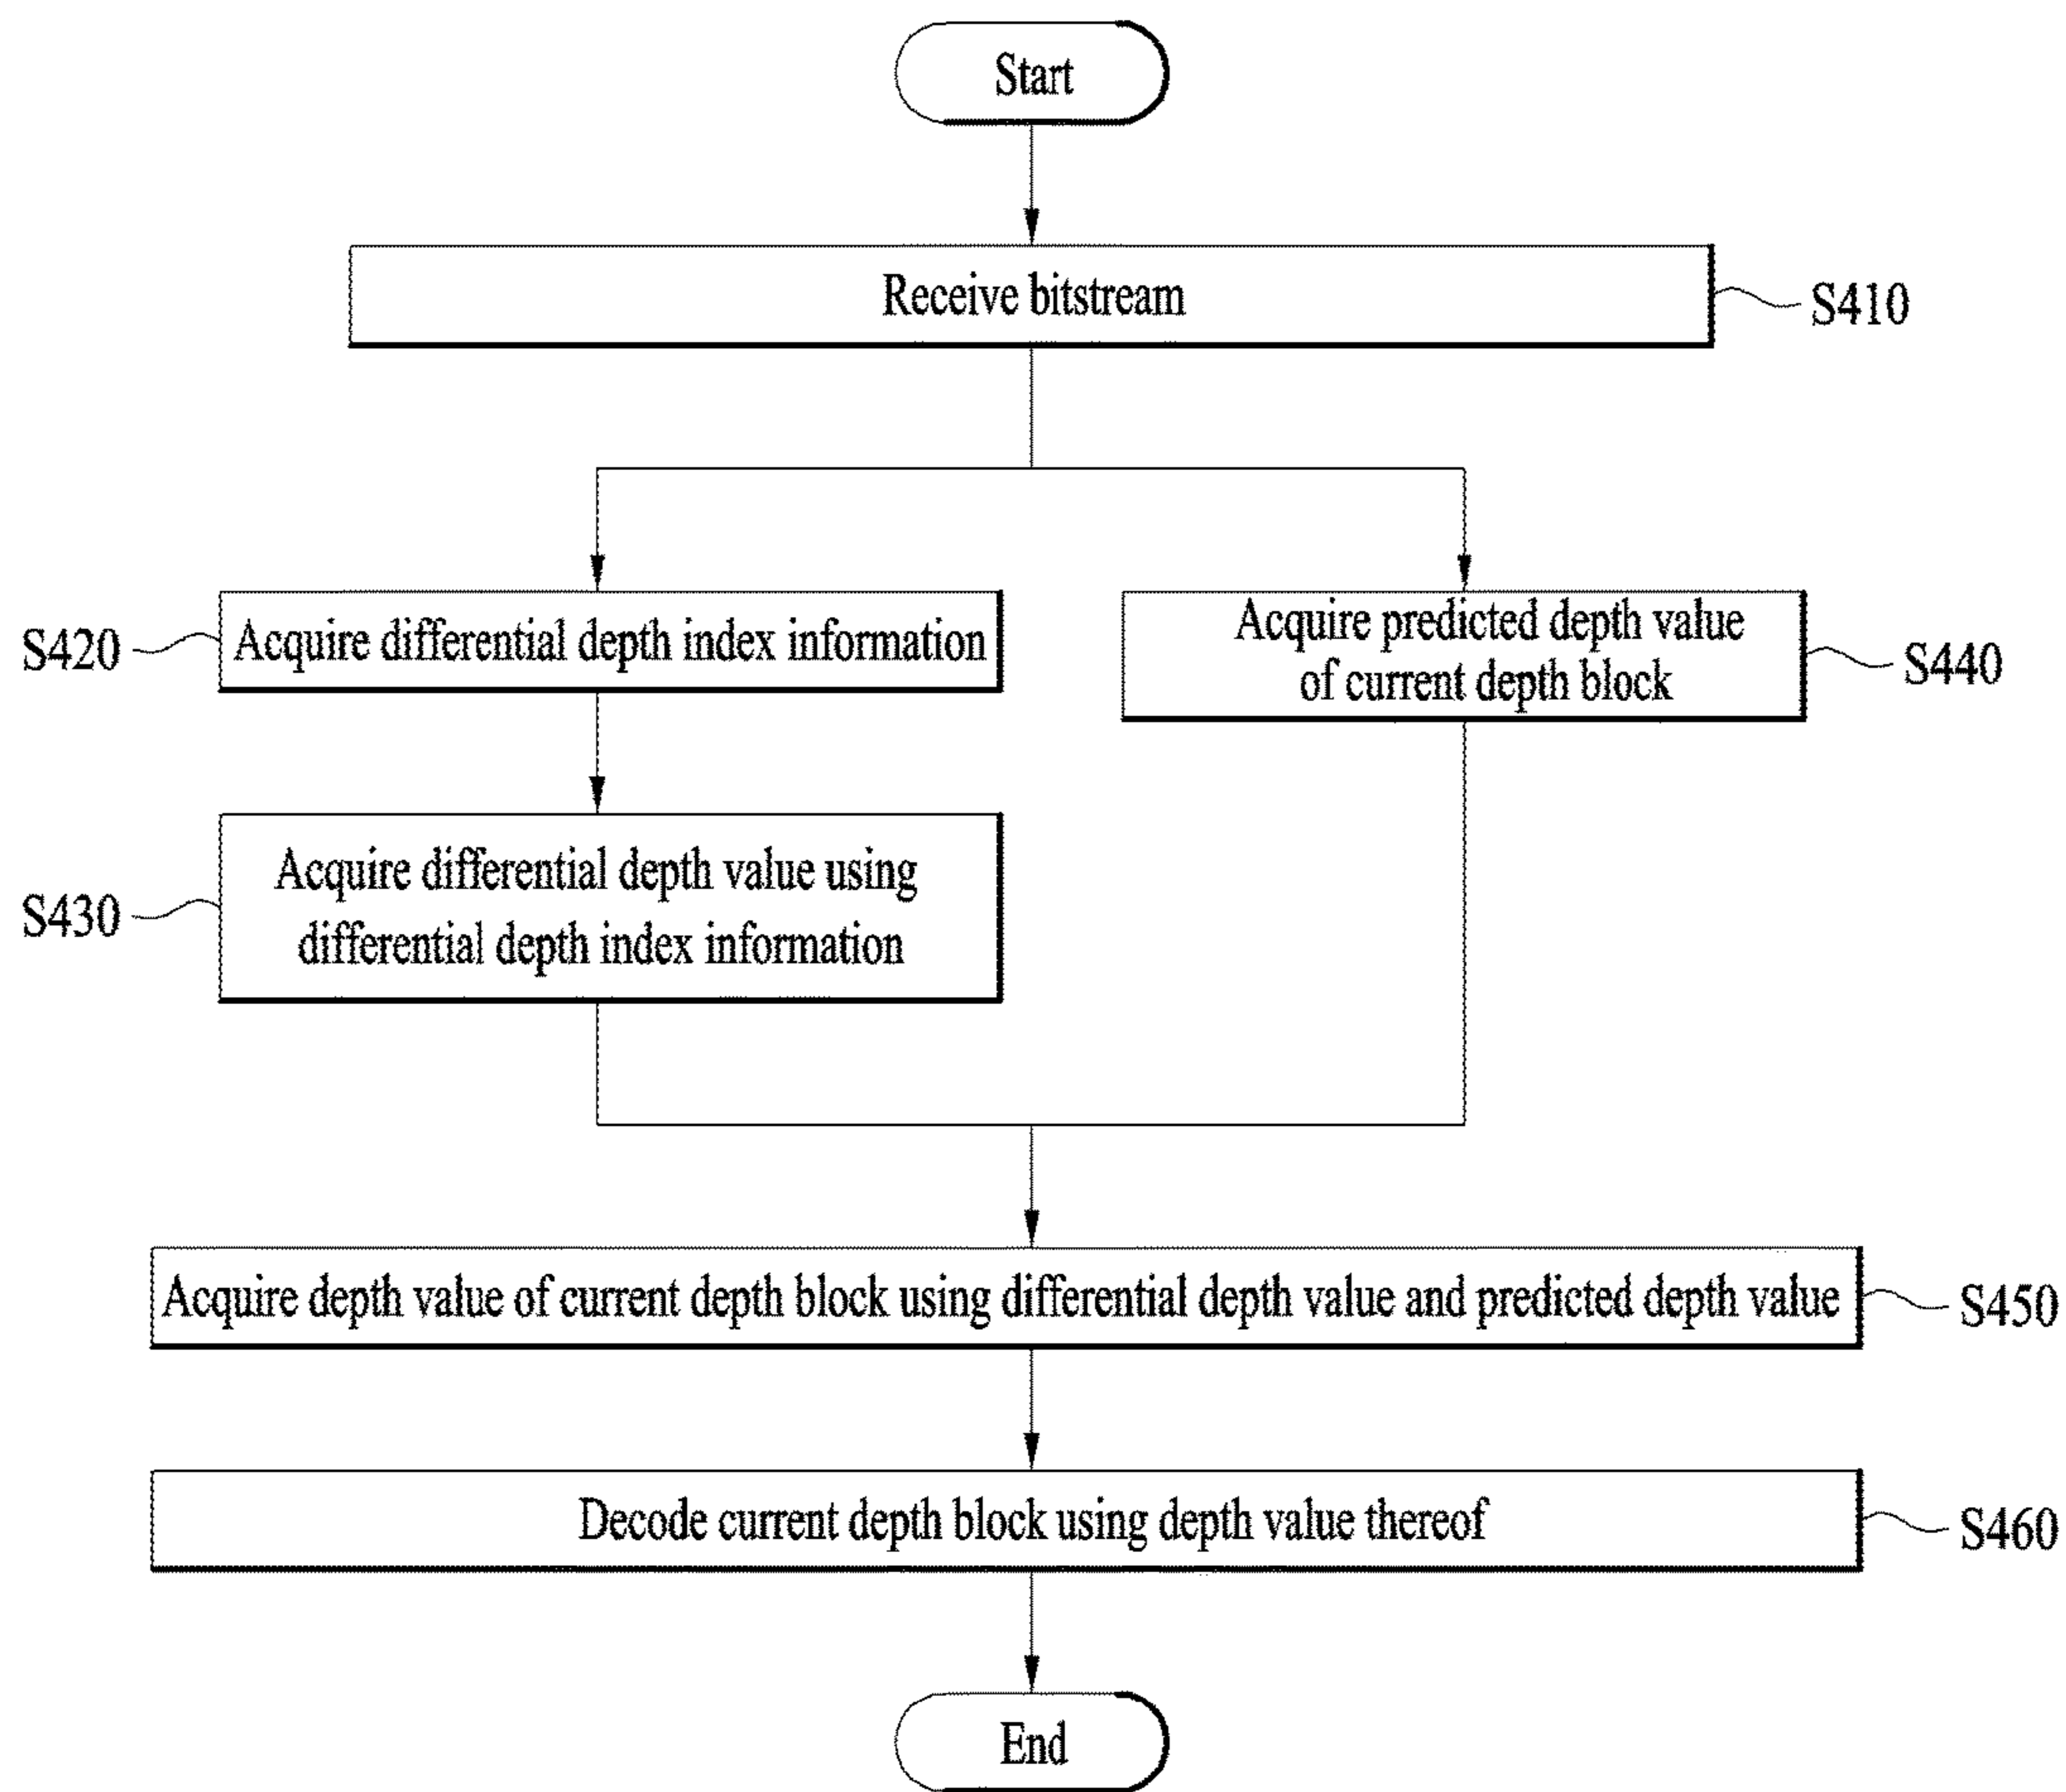 Start
Receive bitstream
S410
S420
Acquire differential depth index information
Acquire predicted depth value
of current depth block
S440
S430
Acquire differential depth value using
differential depth index information
Acquire depth value of current depth block using differential depth value and predicted depth value
S450
Decode current depth block using depth value thereof
S460
End